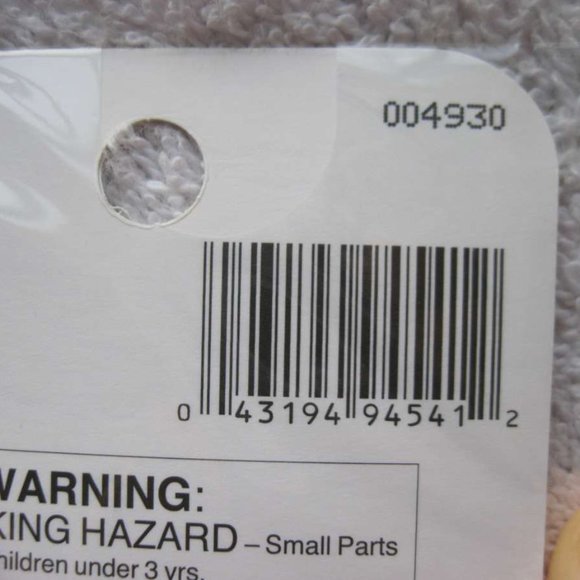 004930
0 43194 94541 2
WARNING:
KING HAZARD – Small Parts
hildren under 3 yrs.